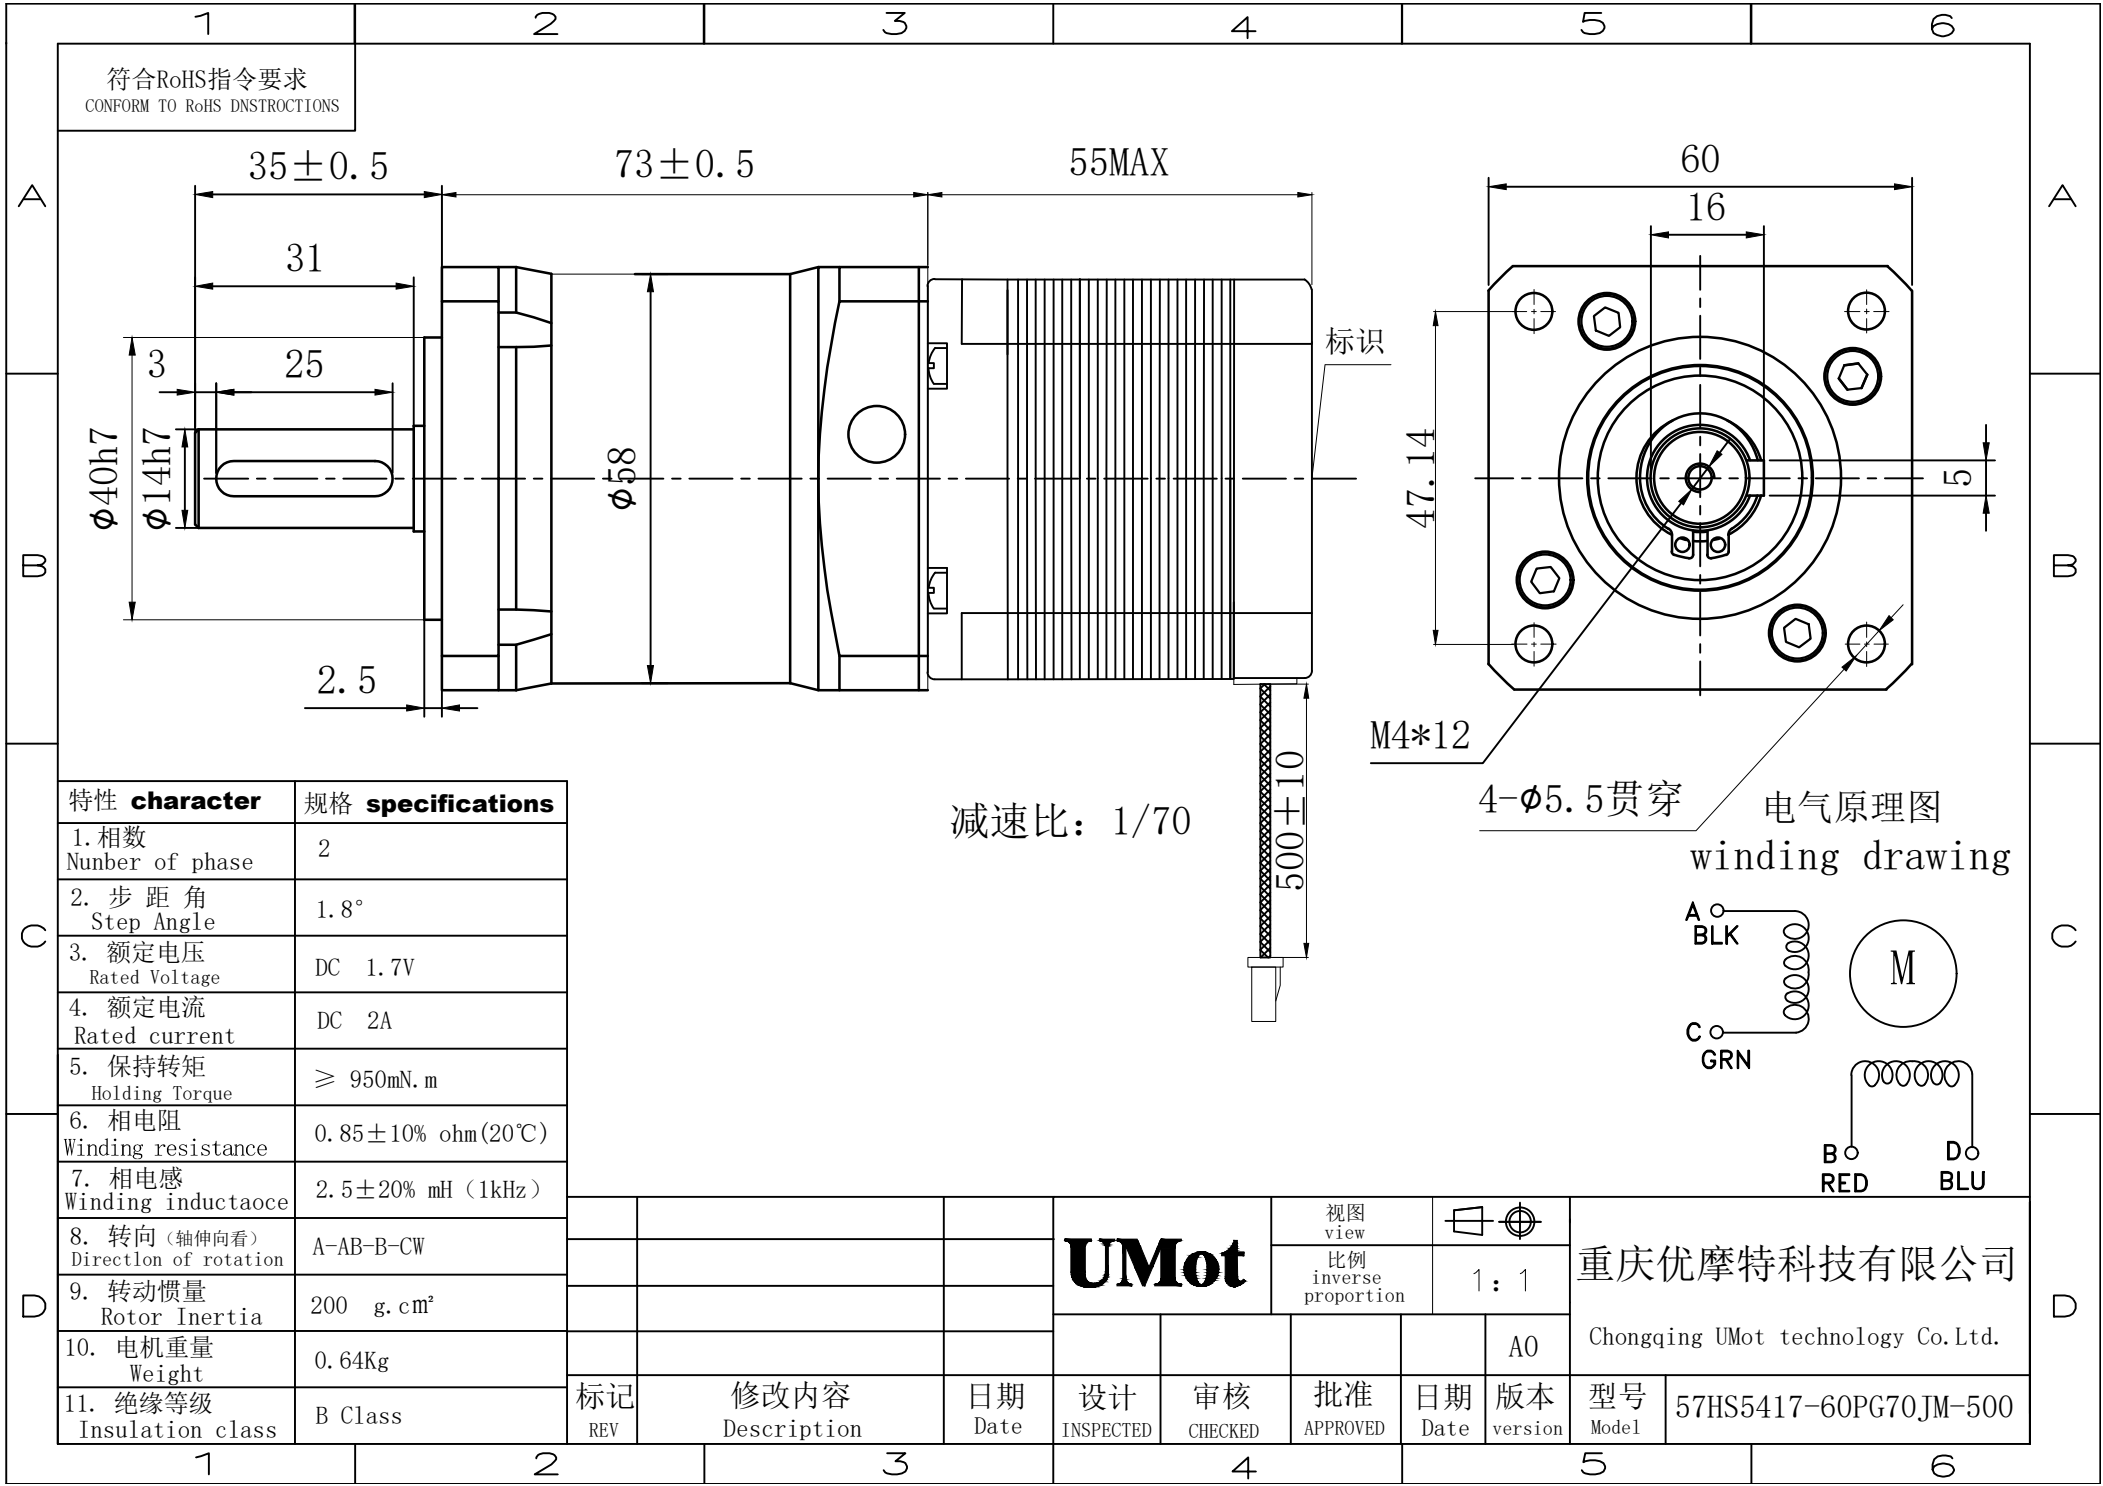 1 2 3 4 5 6
符合RoHS指令要求
CONFORM TO RoHS DNSTROCTIONS
A
A
35±0.5
73±0.5
55MAX
60
16
31
标识
3
25
ϕ40h7
ϕ14h7
ϕ58
47.14
5
B
B
2.5
M4*12
4-ϕ5.5贯穿
500±10
减速比：1/70
电气原理图
winding drawing
A
BLK
C
GRN
M
B
RED
D
BLU
C
C
特性 character 规格 specifications
1.相数
Nunber of phase
2
2. 步 距 角
Step Angle
1.8°
3. 额定电压
Rated Voltage
DC 1.7V
4. 额定电流
Rated current
DC 2A
5. 保持转矩
Holding Torque
≥ 950mN.m
6. 相电阻
Winding resistance
0.85±10% ohm(20℃)
7. 相电感
Winding inductaoce
2.5±20% mH（1kHz）
8. 转向（轴伸向看）
Directlon of rotation
A-AB-B-CW
9. 转动惯量
Rotor Inertia
200 g.cm²
10. 电机重量
Weight
0.64Kg
11. 绝缘等级
Insulation class
B Class
D
D
UMot
视图
view
比例
inverse
proportion
1：1
重庆优摩特科技有限公司
Chongqing UMot technology Co.Ltd.
A0
标记
REV
修改内容
Description
日期
Date
设计
INSPECTED
审核
CHECKED
批准
APPROVED
日期
Date
版本
version
型号
Model
57HS5417-60PG70JM-500
1 2 3 4 5 6